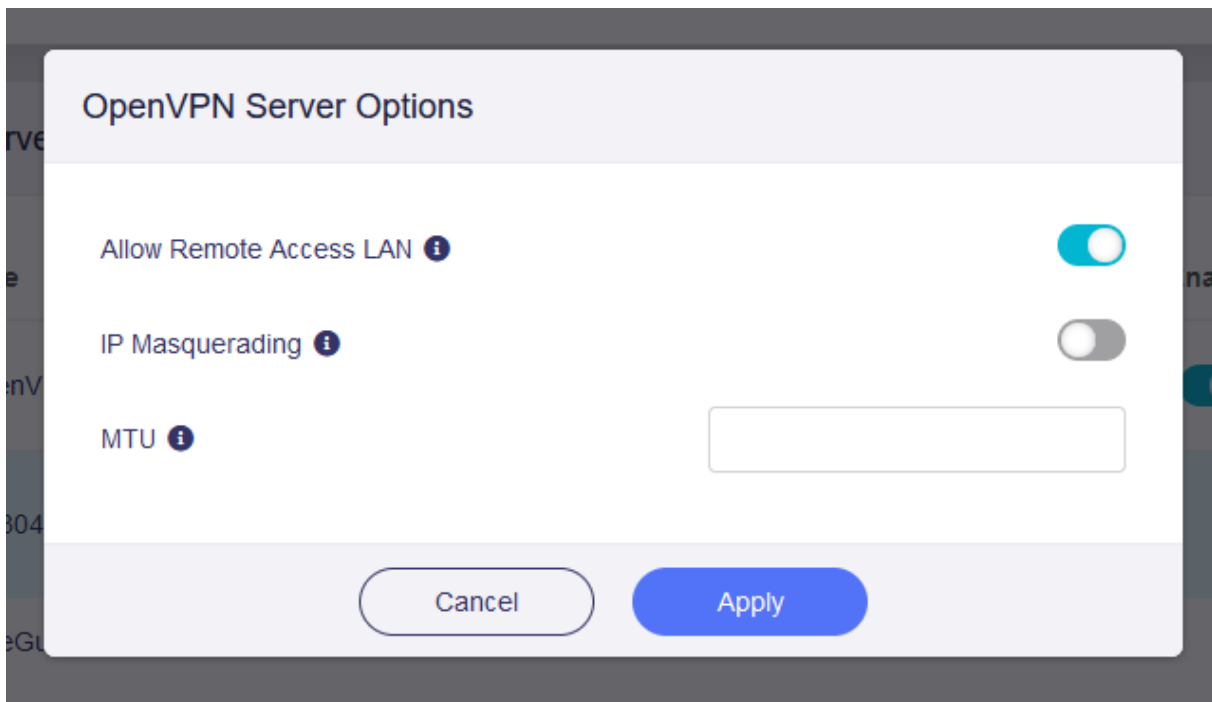 OpenVPN Server Options
Allow Remote Access LAN
IP Masquerading
MTU
Cancel
Apply